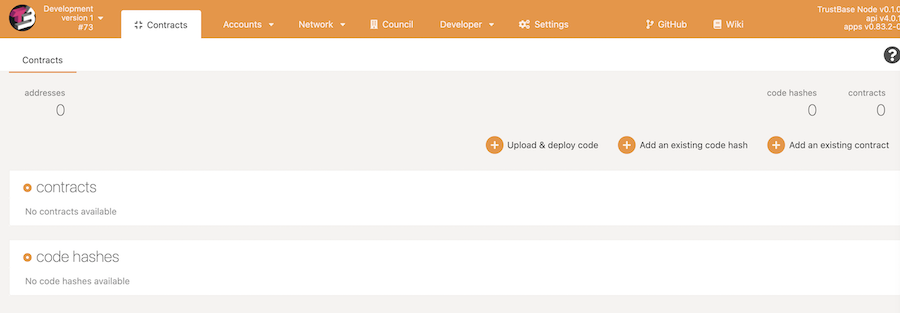 Development
version 1
#73
Contracts
Accounts
Network
Council
Developer
Settings
GitHub
Wiki
TrustBase Node v0.1.0
api v4.0.1
apps v0.83.2-0
Contracts
addresses
0
code hashes
0
contracts
0
Upload & deploy code
Add an existing code hash
Add an existing contract
contracts
No contracts available
code hashes
No code hashes available